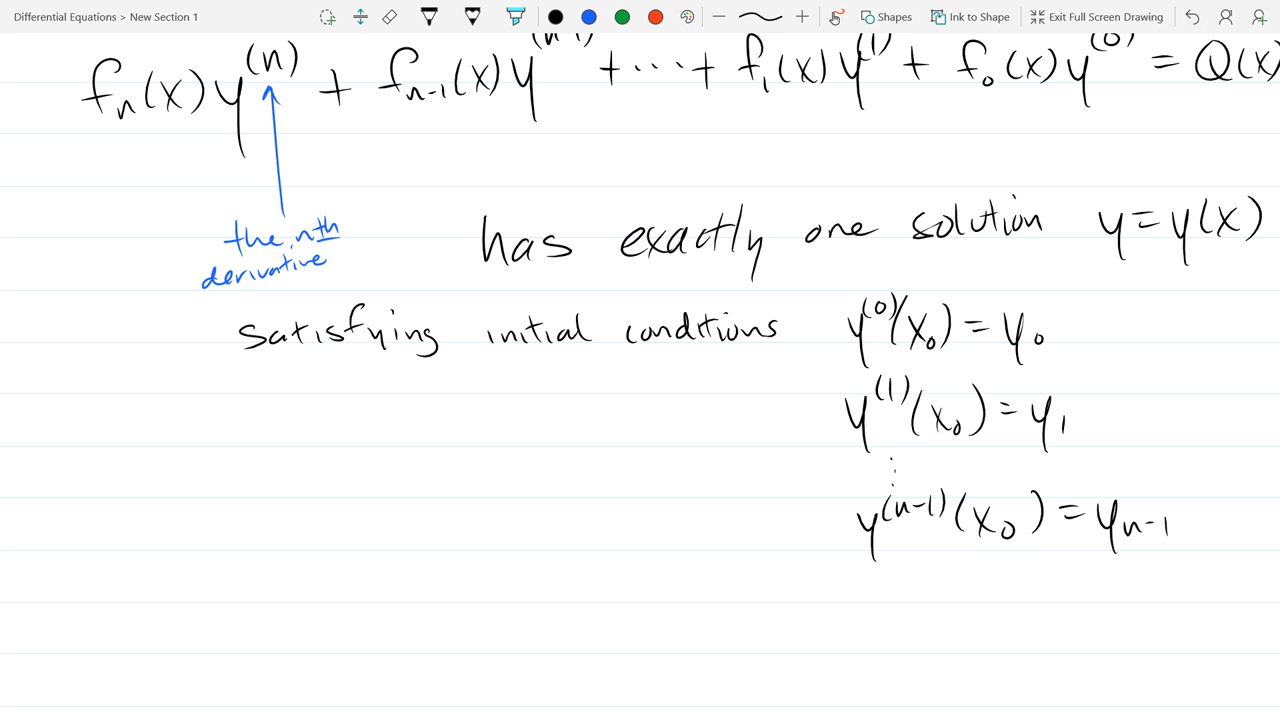 Differential Equations > New Section 1
Shapes
Ink to Shape
Exit Full Screen Drawing
fₙ(x)y⁽ⁿ⁾ + fₙ₋₁(x)y⁽ⁿ⁻¹⁾ + ⋯ + f₁(x)y⁽¹⁾ + f₀(x)y⁽⁰⁾ = Q(x)
the nth
derivative
has exactly one solution y=y(x)
satisfying initial conditions y⁽⁰⁾(x₀) = y₀
y⁽¹⁾(x₀) = y₁
⋮
y⁽ⁿ⁻¹⁾(x₀) = yₙ₋₁